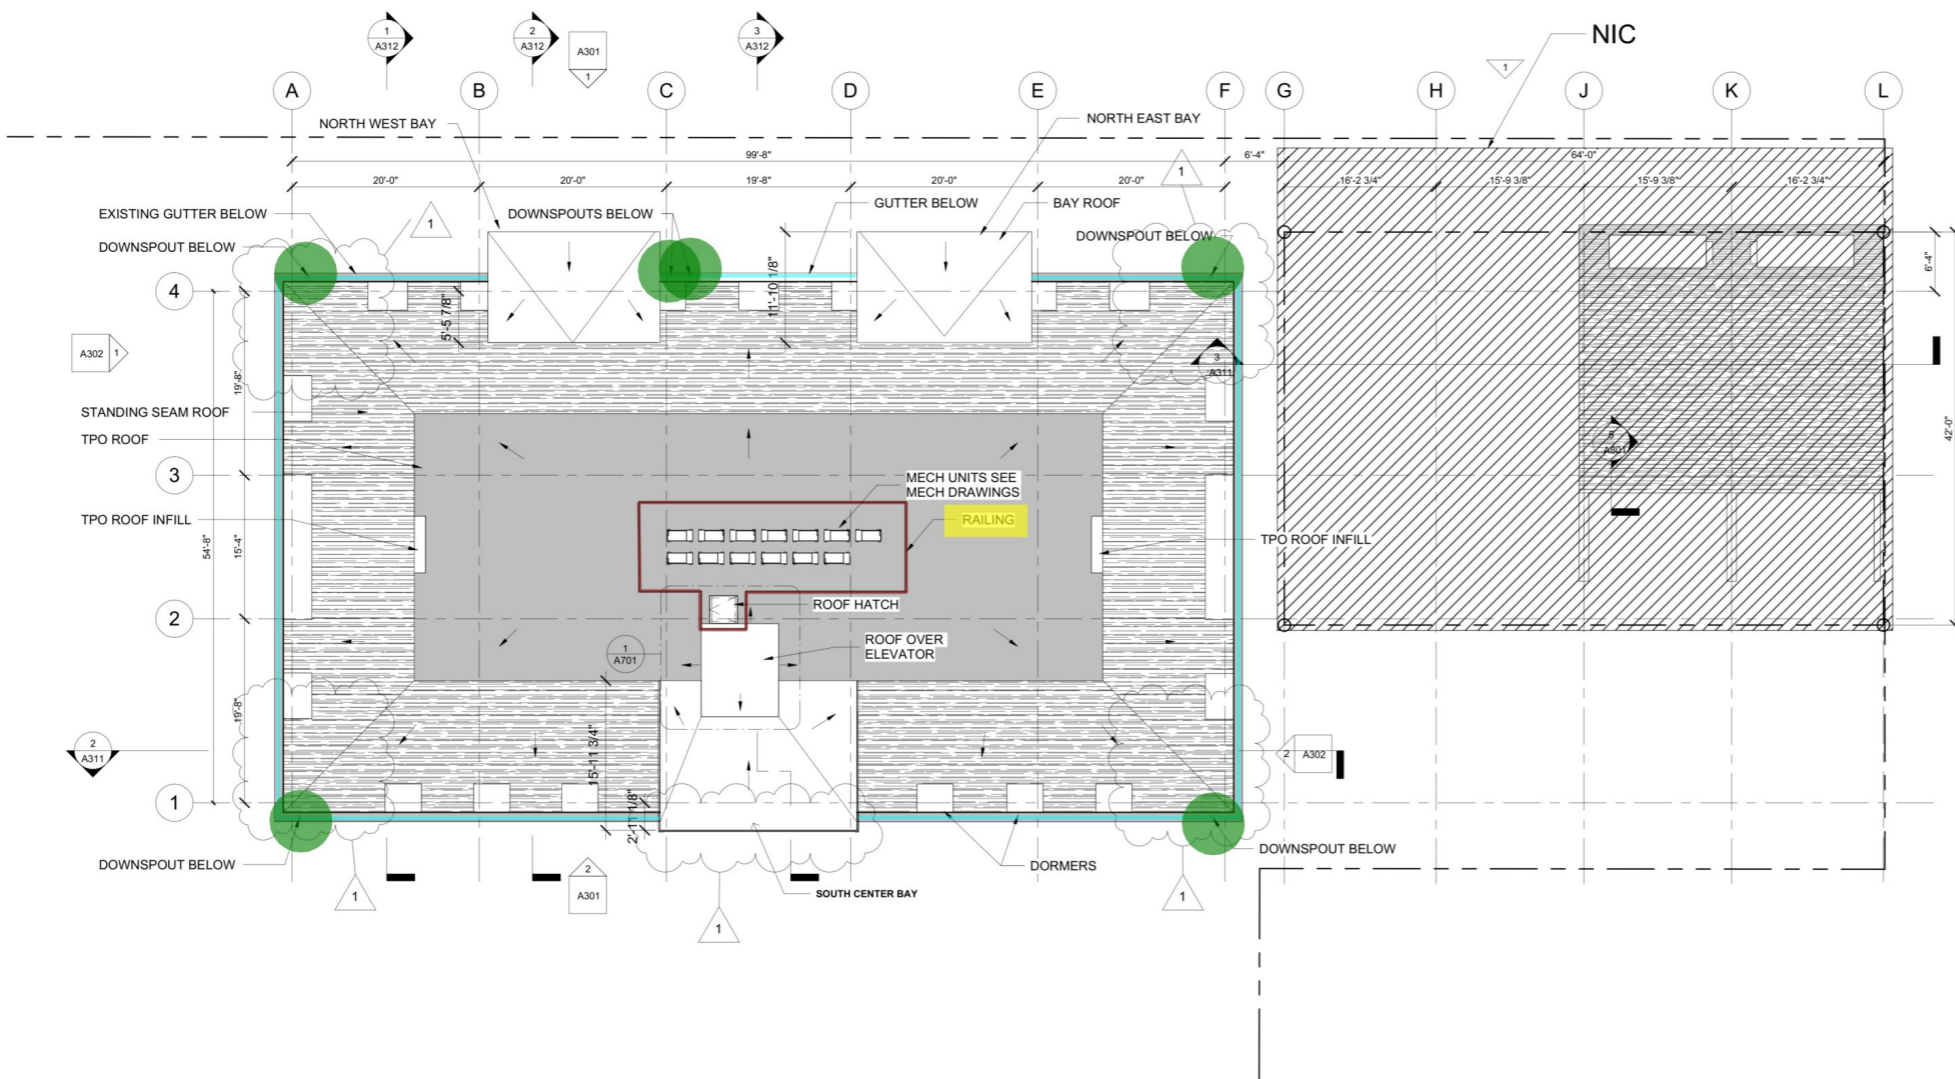 1
A312
2
A312
A301
1
3
A312
NIC
1
A
B
C
D
E
F
G
H
J
K
L
NORTH WEST BAY
NORTH EAST BAY
99'-8"
6'-4"
64'-0"
20'-0"
20'-0"
19'-8"
20'-0"
20'-0"
1
16'-2 3/4"
15'-9 3/8"
15'-9 3/8"
16'-2 3/4"
EXISTING GUTTER BELOW
1
DOWNSPOUTS BELOW
GUTTER BELOW
BAY ROOF
DOWNSPOUT BELOW
DOWNSPOUT BELOW
6'-4"
4
5'-5 7/8"
11'-10 1/8"
A302
1
3
A311
19'-8"
STANDING SEAM ROOF
TPO ROOF
42'-0"
A801
3
MECH UNITS SEE
MECH DRAWINGS
RAILING
TPO ROOF INFILL
TPO ROOF INFILL
54'-8"
15'-4"
ROOF HATCH
2
ROOF OVER
ELEVATOR
1
A701
19'-8"
15'-11 3/4"
2
A311
2
A302
1
2'-11 1/8"
DOWNSPOUT BELOW
DORMERS
DOWNSPOUT BELOW
1
2
A301
SOUTH CENTER BAY
1
1